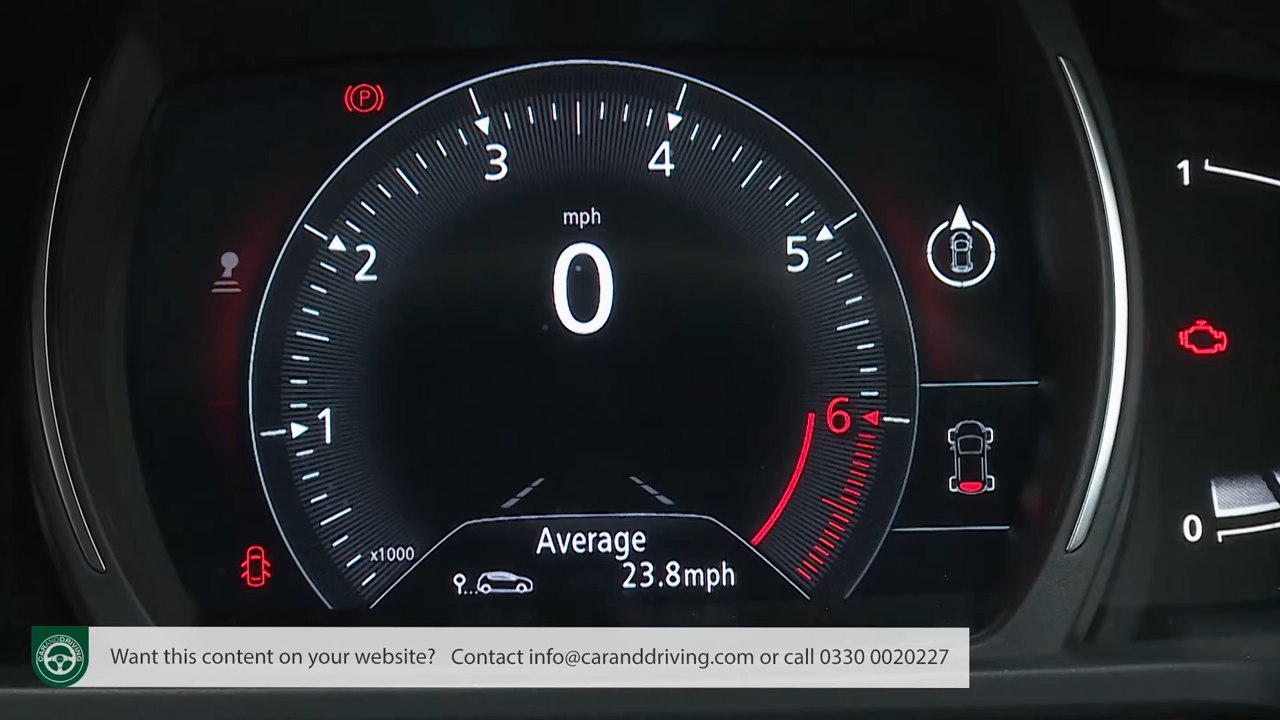 P
3
4
1
mph
2
5
0
6
1
x1000
Average
0
23.8mph
CARANDDRIVING
Want this content on your website? Contact info@caranddriving.com or call 0330 0020227